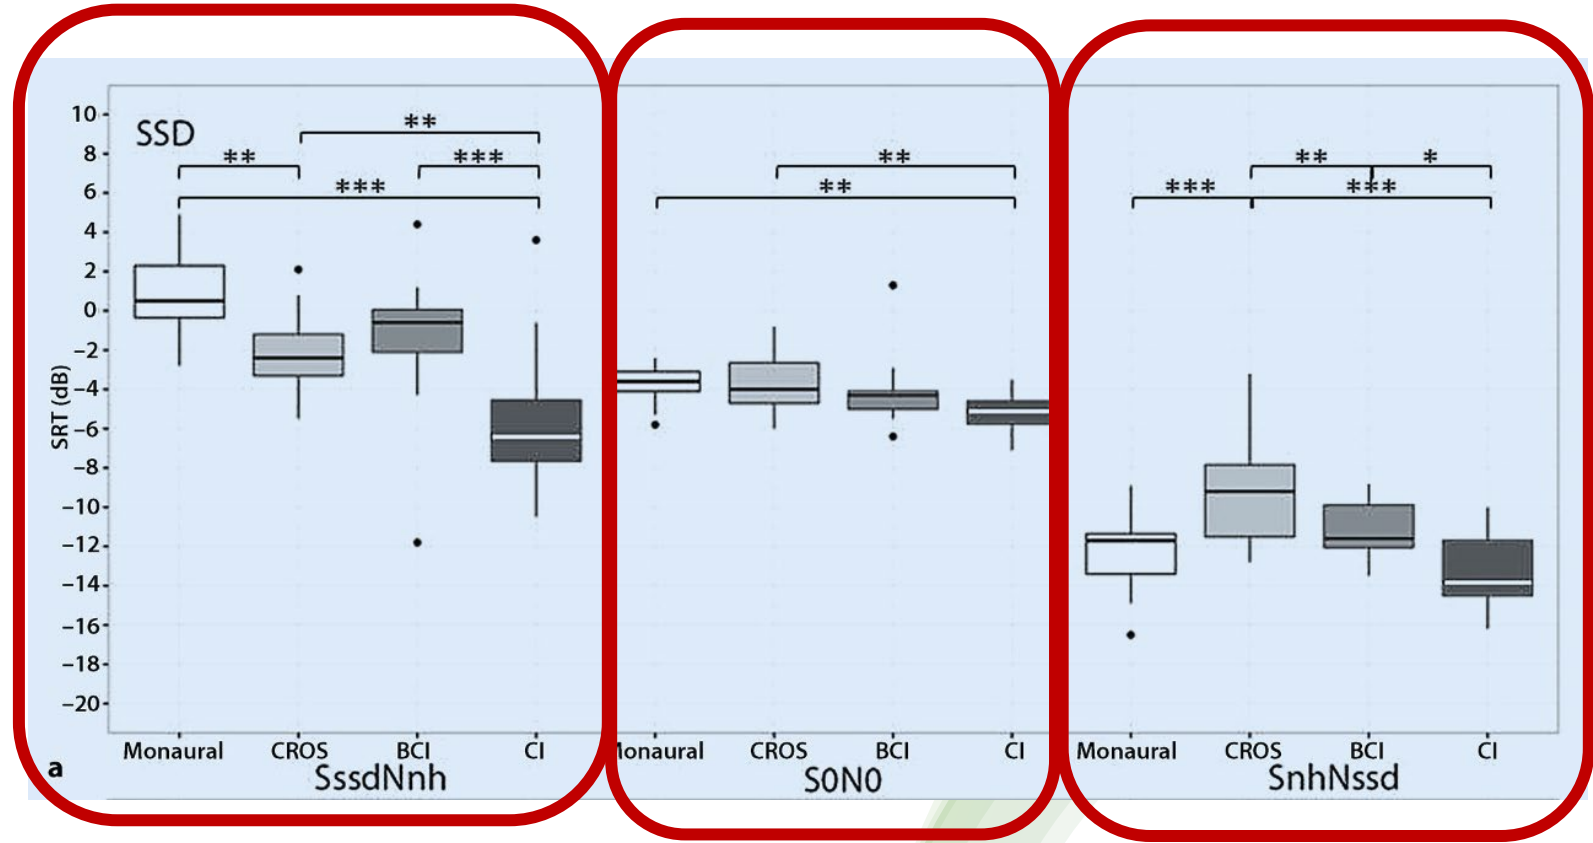 SSD
**
** ***
***
**
**
** *
*** ***
10
8
6
4
2
0
−2
−4
−6
−8
−10
−12
−14
−16
−18
−20
SRT (dB)
Monaural CROS BCI CI
SssdNnh
CROS BCI CI
S0N0
Monaural CROS BCI CI
SnhNssd
a